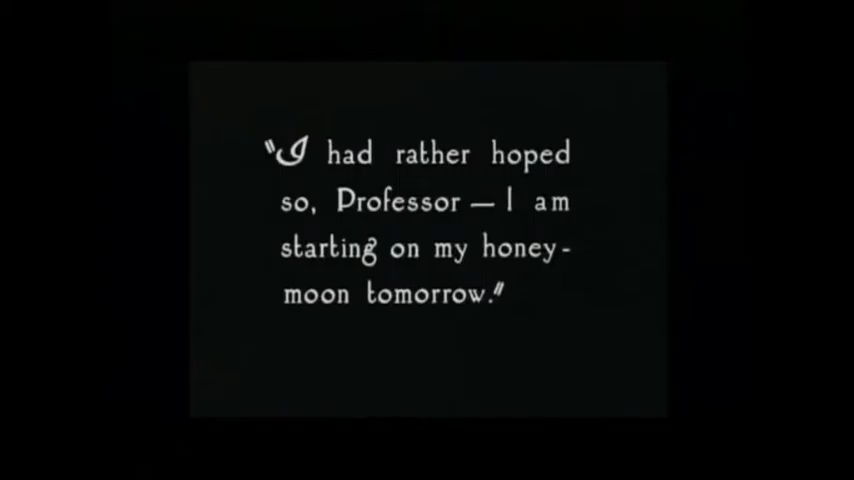 "I had rather hoped
so, Professor — I am
starting on my honey-
moon tomorrow."